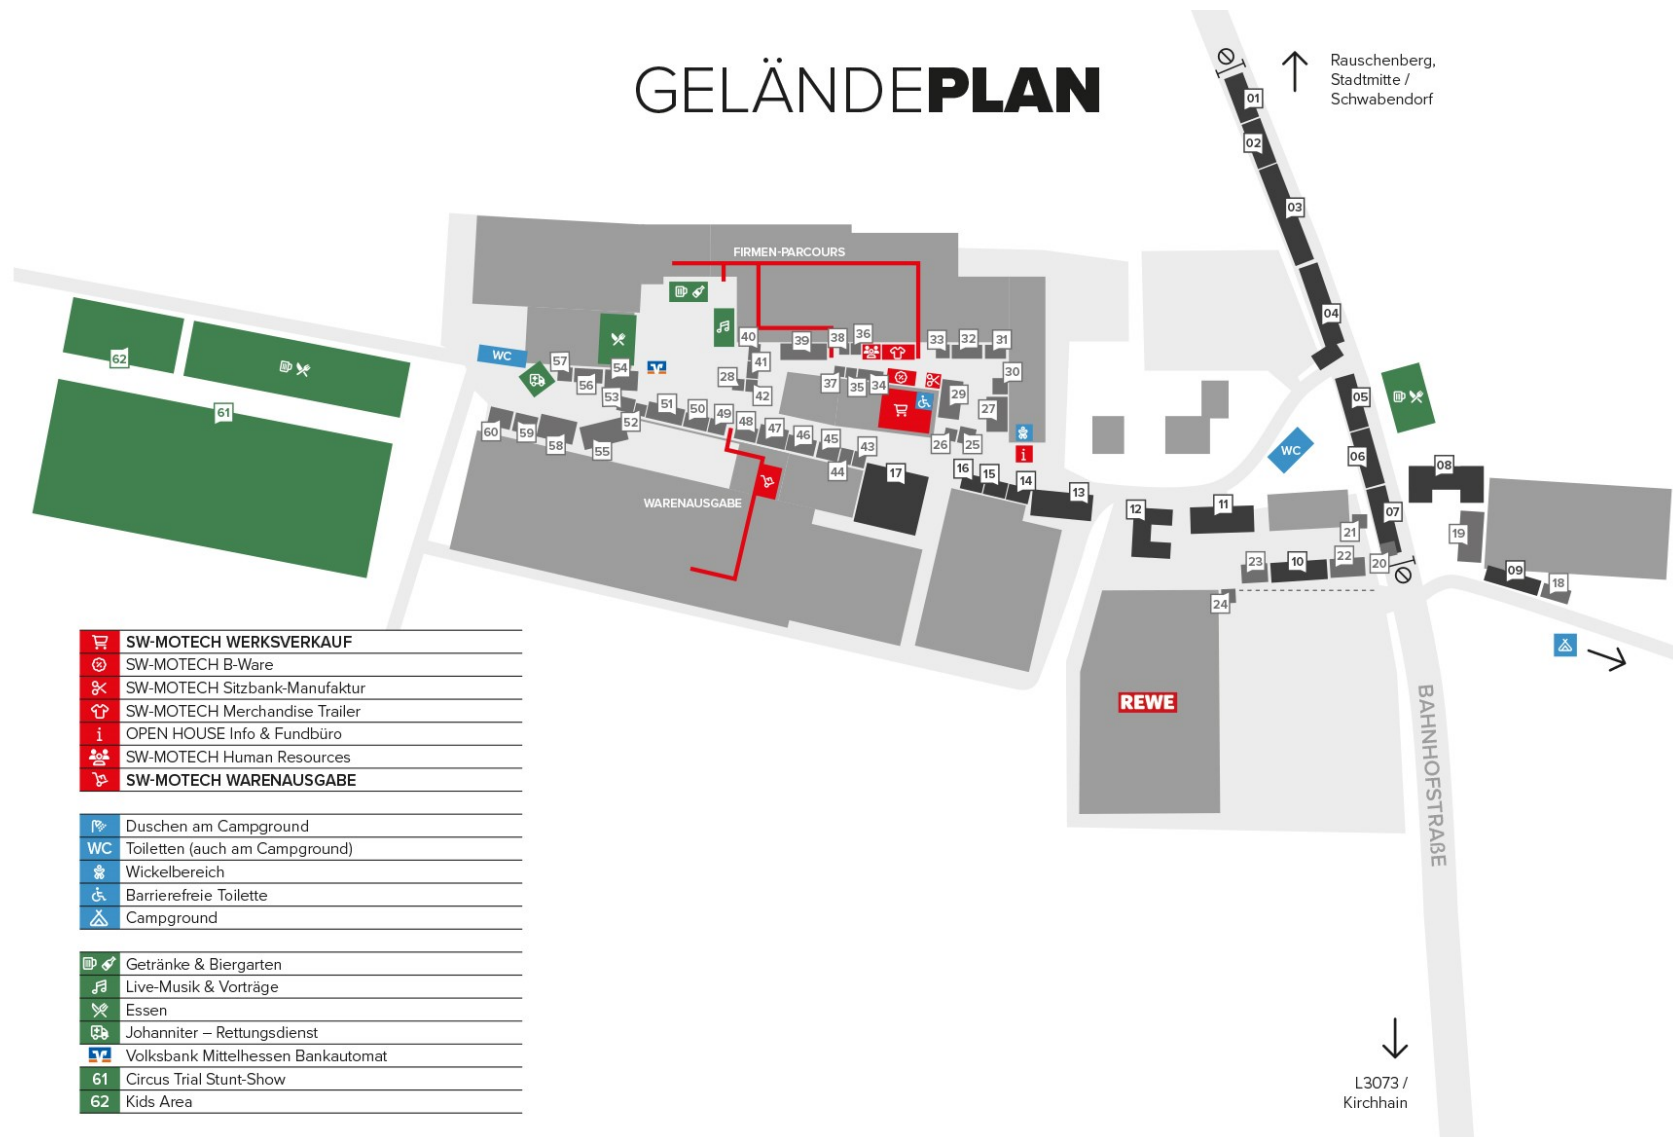 GELÄNDEPLAN
Rauschenberg,
Stadtmitte /
Schwabendorf
01
02
03
04
05
06
07
08
09
10
11
12
13
14
15
16
17
18
19
20
21
22
23
24
25
26
27
28
29
30
31
32
33
34
35
36
37
38
39
40
41
42
43
44
45
46
47
48
49
50
51
52
53
54
55
56
57
58
59
60
61
62
FIRMEN-PARCOURS
WARENAUSGABE
WC
WC
i
REWE
BAHNHOFSTRAßE
L3073 /
Kirchhain
SW-MOTECH WERKSVERKAUF
SW-MOTECH B-Ware
SW-MOTECH Sitzbank-Manufaktur
SW-MOTECH Merchandise Trailer
i OPEN HOUSE Info & Fundbüro
SW-MOTECH Human Resources
SW-MOTECH WARENAUSGABE
Duschen am Campground
WC Toiletten (auch am Campground)
Wickelbereich
Barrierefreie Toilette
Campground
Getränke & Biergarten
Live-Musik & Vorträge
Essen
Johanniter – Rettungsdienst
Volksbank Mittelhessen Bankautomat
61 Circus Trial Stunt-Show
62 Kids Area